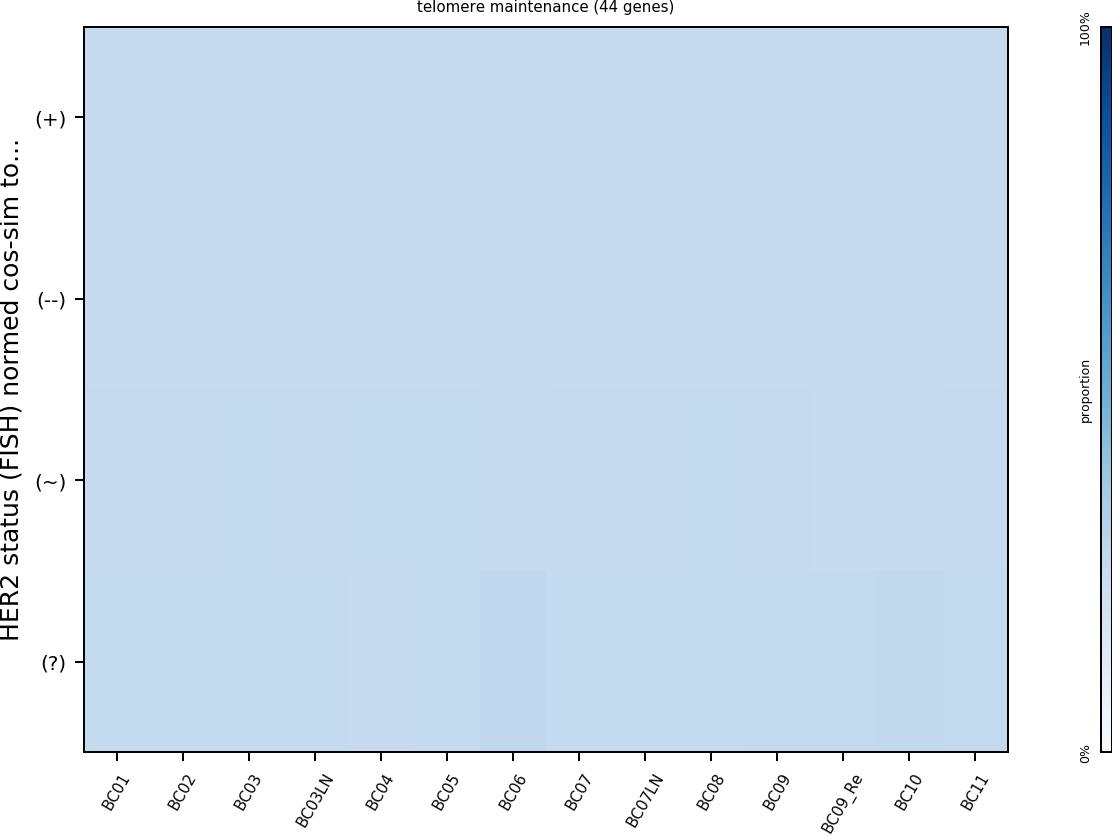 telomere maintenance (44 genes)
HER2 status (FISH) normed cos-sim to...
(+)
(--)
(~)
(?)
BC01
BC02
BC03
BC03LN
BC04
BC05
BC06
BC07
BC07LN
BC08
BC09
BC09_Re
BC10
BC11
100%
proportion
0%